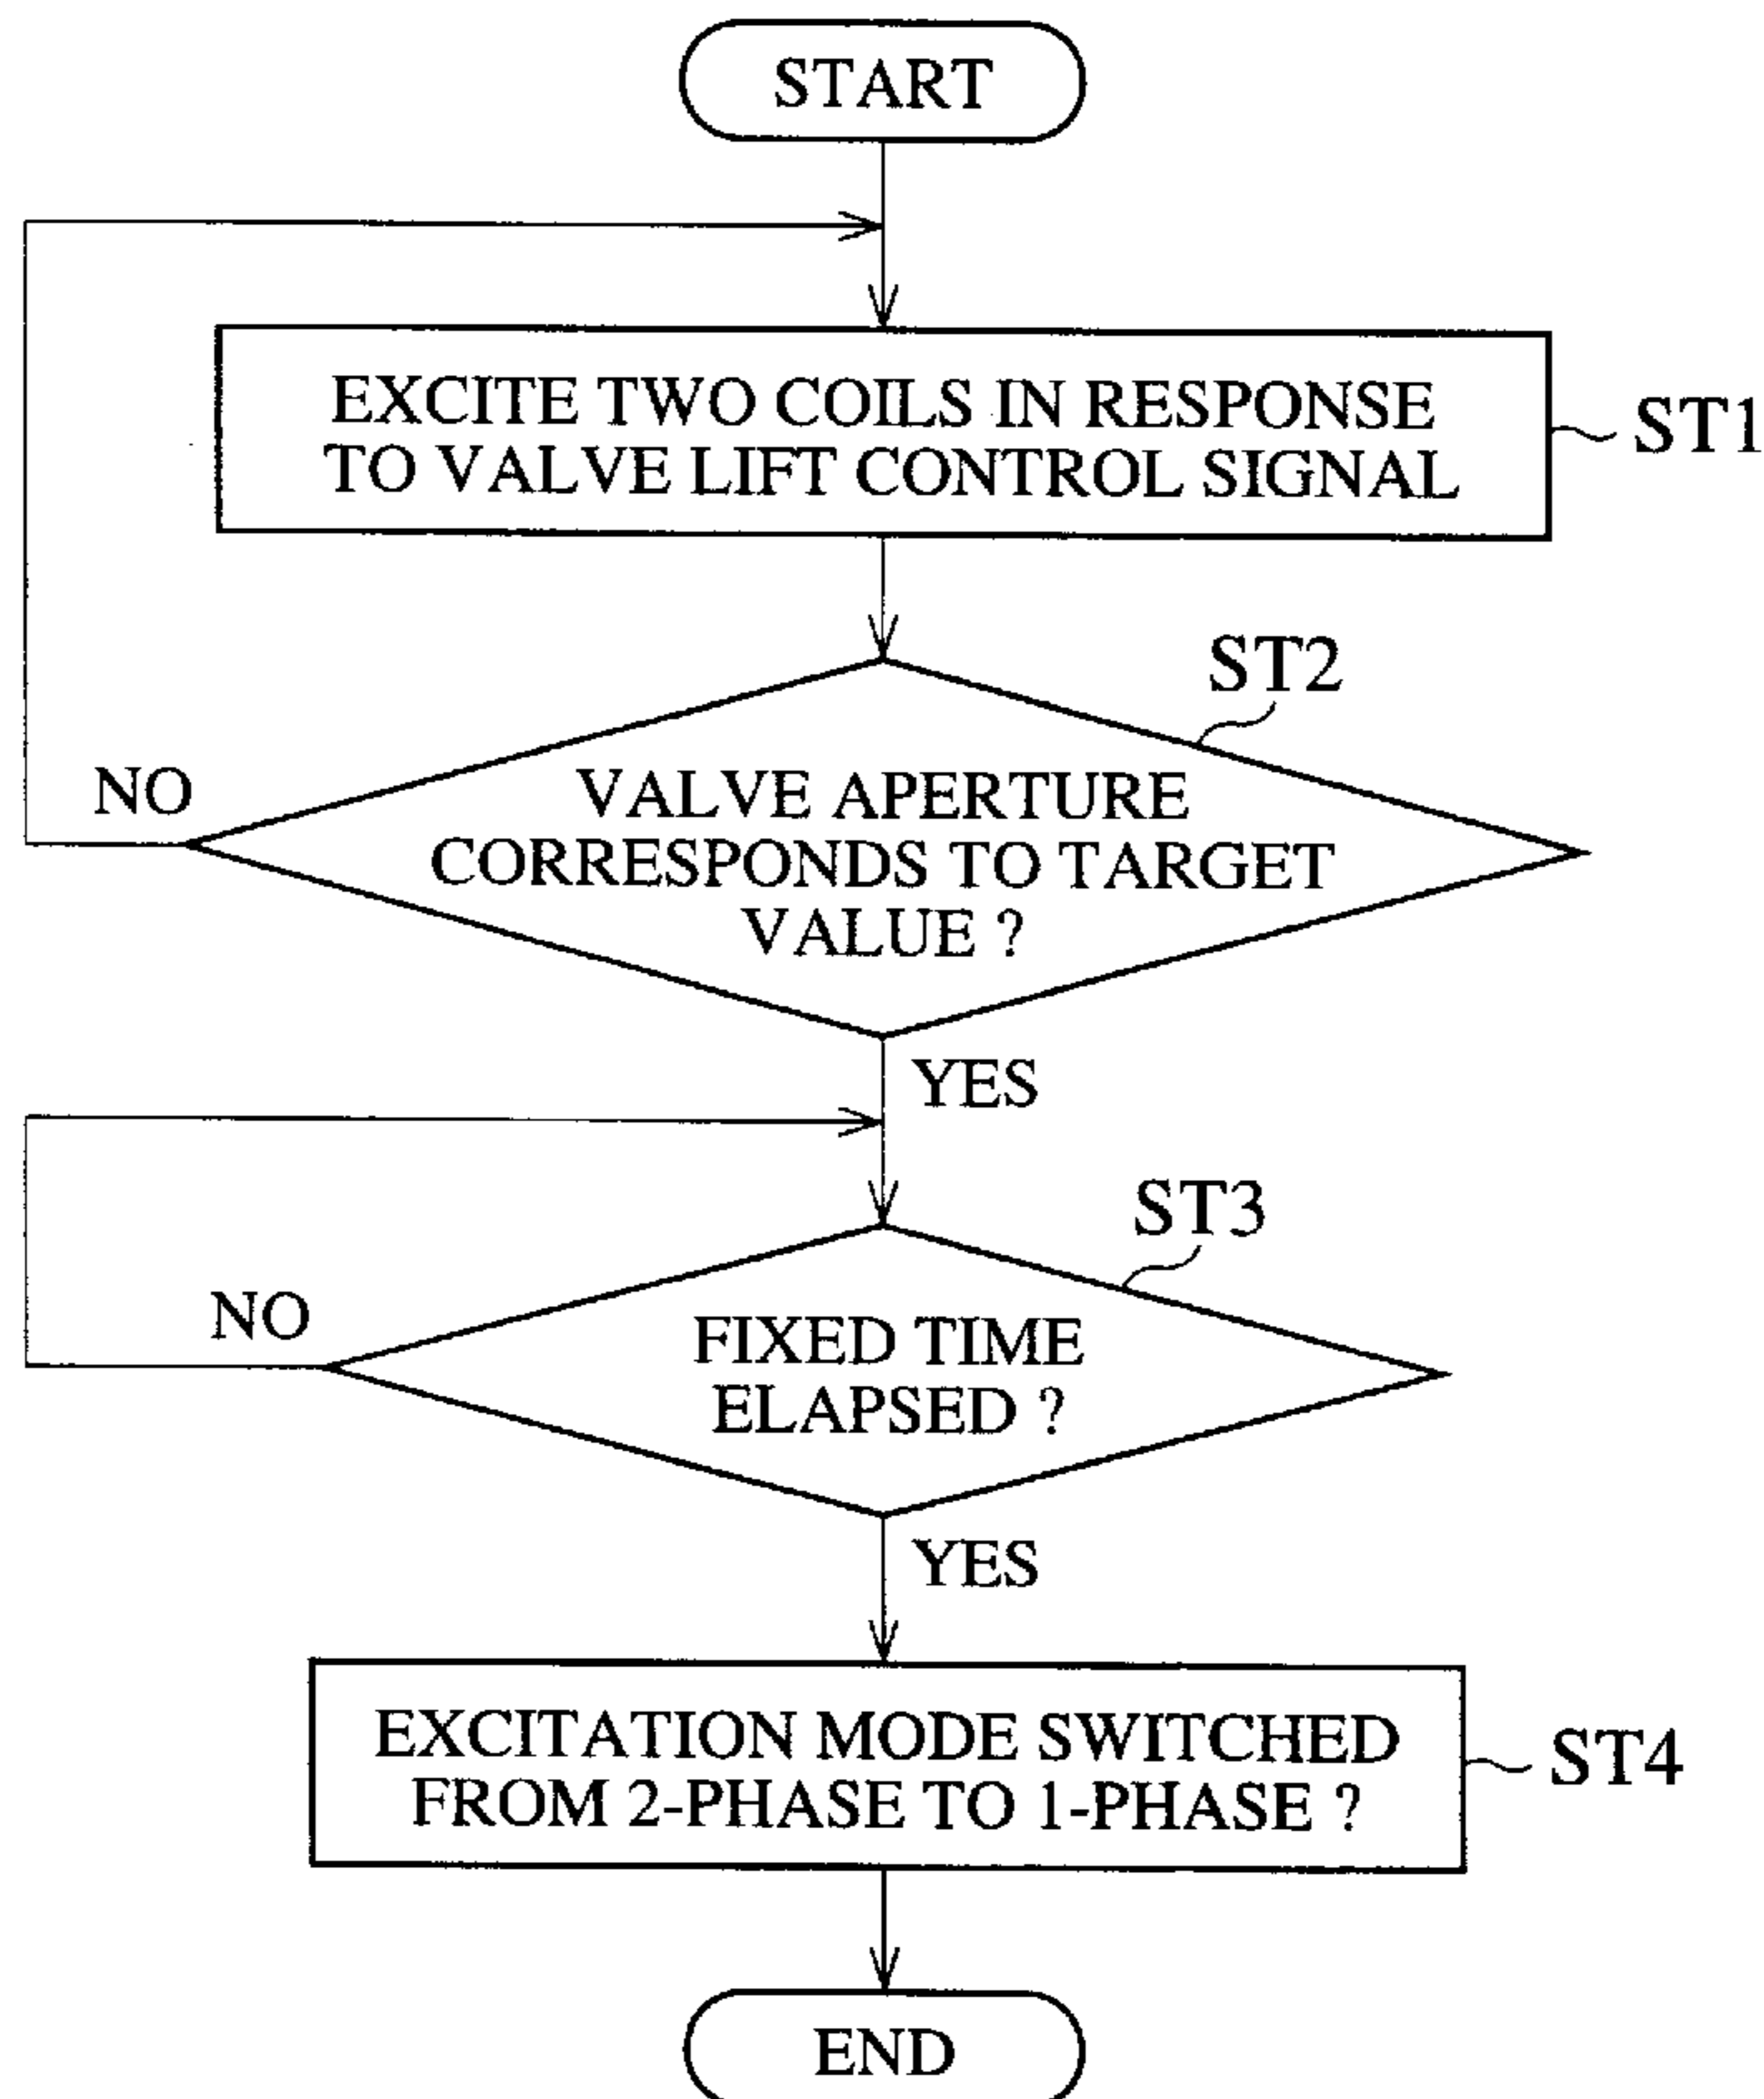 START
EXCITE TWO COILS IN RESPONSE
TO VALVE LIFT CONTROL SIGNAL
ST1
ST2
VALVE APERTURE
CORRESPONDS TO TARGET
VALUE ?
NO
YES
ST3
FIXED TIME
ELAPSED ?
NO
YES
EXCITATION MODE SWITCHED
FROM 2-PHASE TO 1-PHASE ?
ST4
END